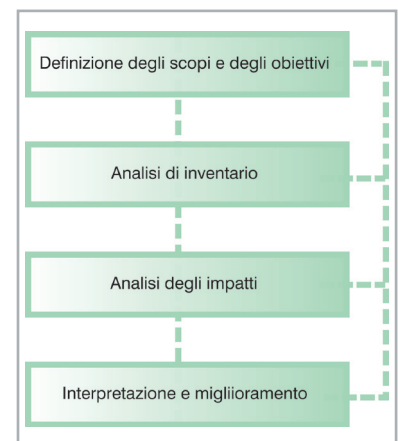 Definizione degli scopi e degli obiettivi
Analisi di inventario
Analisi degli impatti
Interpretazione e migliioramento